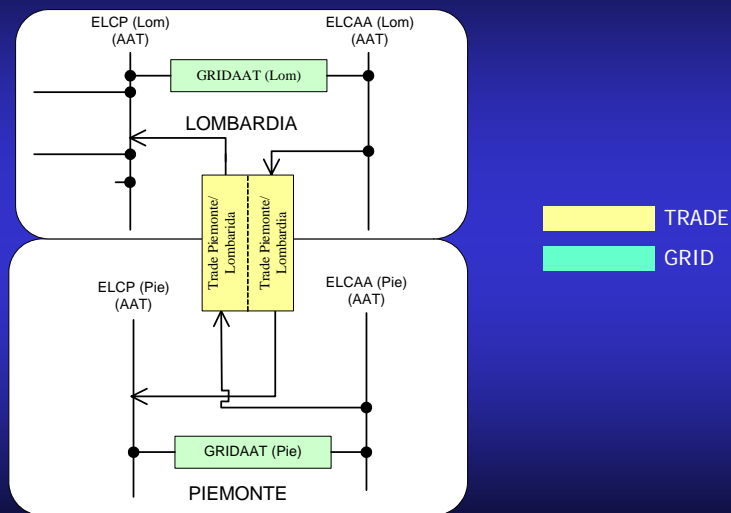 ELCP (Lom)
(AAT)
ELCAA (Lom)
(AAT)
GRIDAAT (Lom)
LOMBARDIA
Trade Piemonte/
Lombarida
Trade Piemonte/
Lombardia
TRADE
GRID
ELCP (Pie)
(AAT)
ELCAA (Pie)
(AAT)
GRIDAAT (Pie)
PIEMONTE